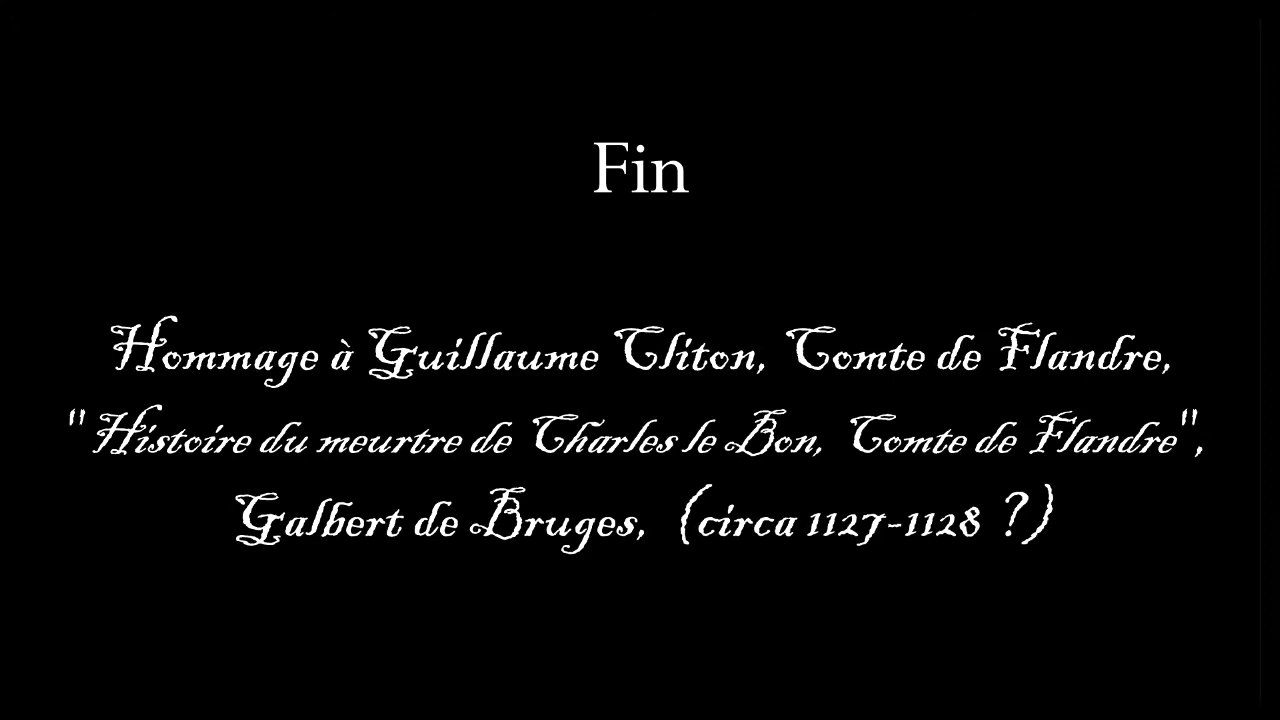 Fin
Hommage à Guillaume Cliton, Comte de Flandre,
"Histoire du meurtre de Charles le Bon, Comte de Flandre",
Galbert de Bruges, (circa 1127-1128 ?)